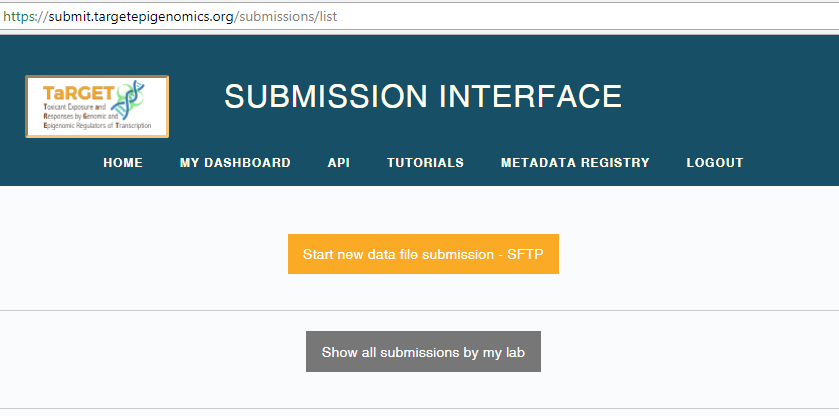 https://submit.targetepigenomics.org/submissions/list
TaRGET
Toxicant Exposure and
Responses by Genomic and
Epigenomic Regulators of Transcription
SUBMISSION INTERFACE
HOME MY DASHBOARD API TUTORIALS METADATA REGISTRY LOGOUT
Start new data file submission - SFTP
Show all submissions by my lab